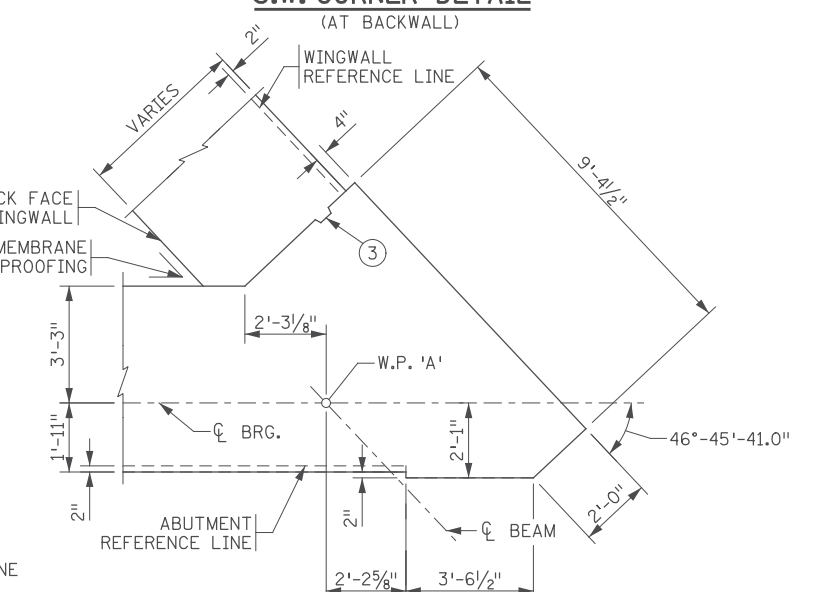 (AT BACKWALL)
2"
WINGWALL
REFERENCE LINE
VARIES
4"
9'-4½"
CK FACE
INGWALL
MEMBRANE
PROOFING
3
2'-3⅛"
3'-3"
W.P. 'A'
℄ BRG.
1'-11"
2'-1"
46°-45'-41.0"
2"
ABUTMENT
REFERENCE LINE
2"
℄ BEAM
2'-0"
NE
2'-2⅝"
3'-6½"